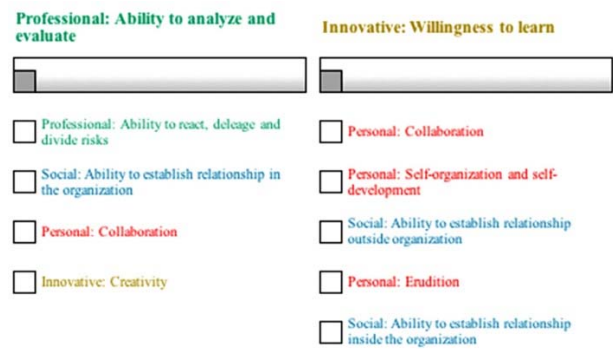 Professional: Ability to analyze and
evaluate
Professional: Ability to react, deleage and
divide risks
Social: Ability to establish relationship in
the organization
Personal: Collaboration
Innovative: Creativity
Innovative: Willingness to learn
Personal: Collaboration
Personal: Self-organization and self-
development
Social: Ability to establish relationship
outside organization
Personal: Erudition
Social: Ability to establish relationship
inside the organization